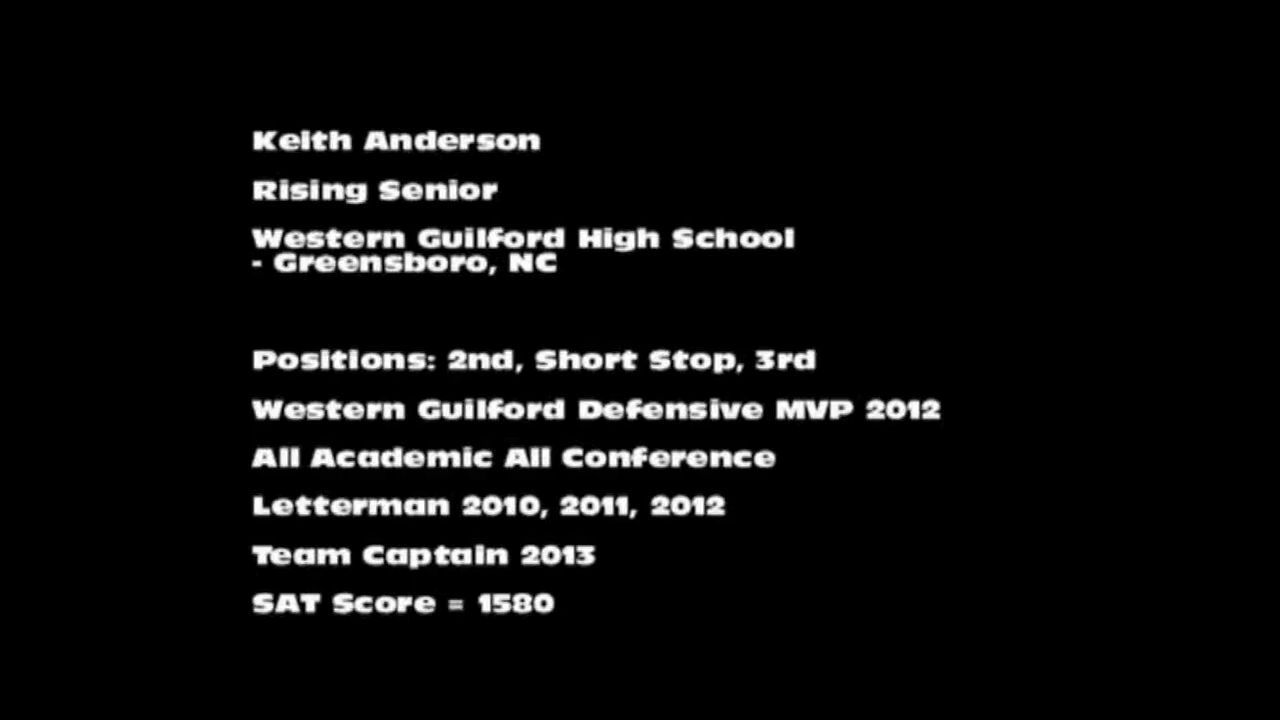 Keith Anderson
Rising Senior
Western Guilford High School
- Greensboro, NC
Positions: 2nd, Short Stop, 3rd
Western Guilford Defensive MVP 2012
All Academic All Conference
Letterman 2010, 2011, 2012
Team Captain 2013
SAT Score = 1580